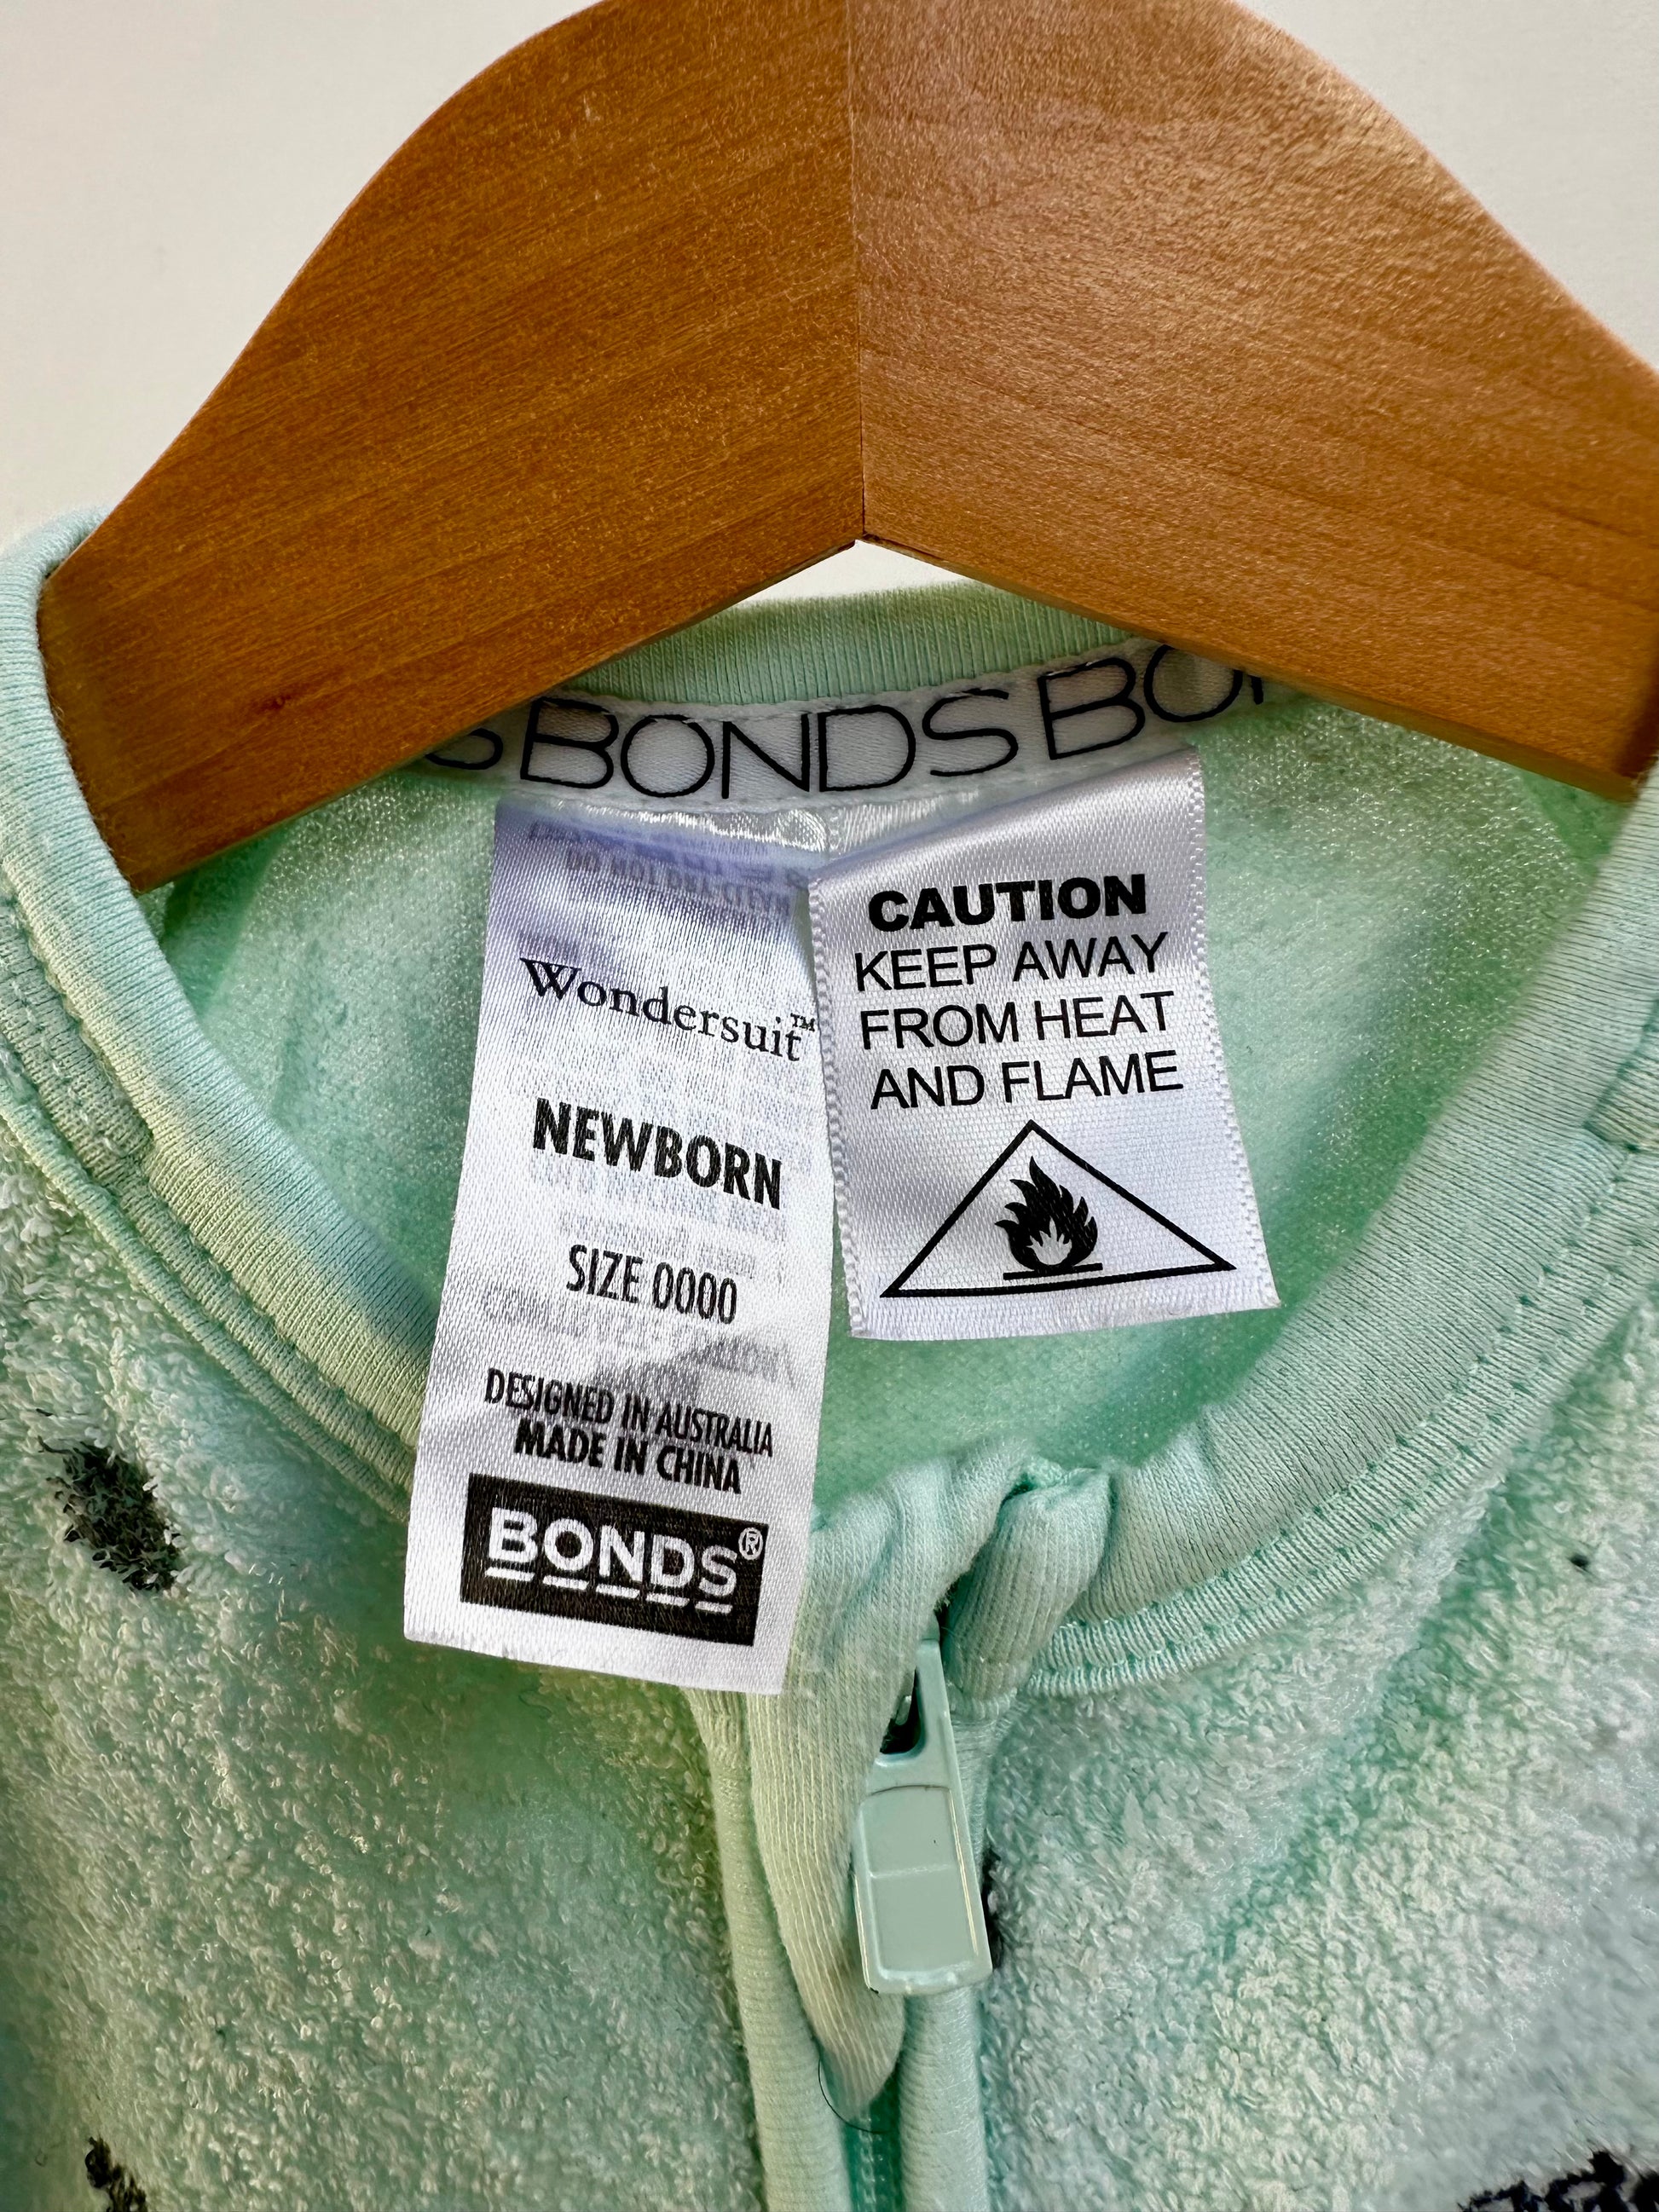 S BONDS BO
Wondersuit™
NEWBORN
SIZE 0000
DESIGNED IN AUSTRALIA
MADE IN CHINA
BONDS®
CAUTION
KEEP AWAY
FROM HEAT
AND FLAME